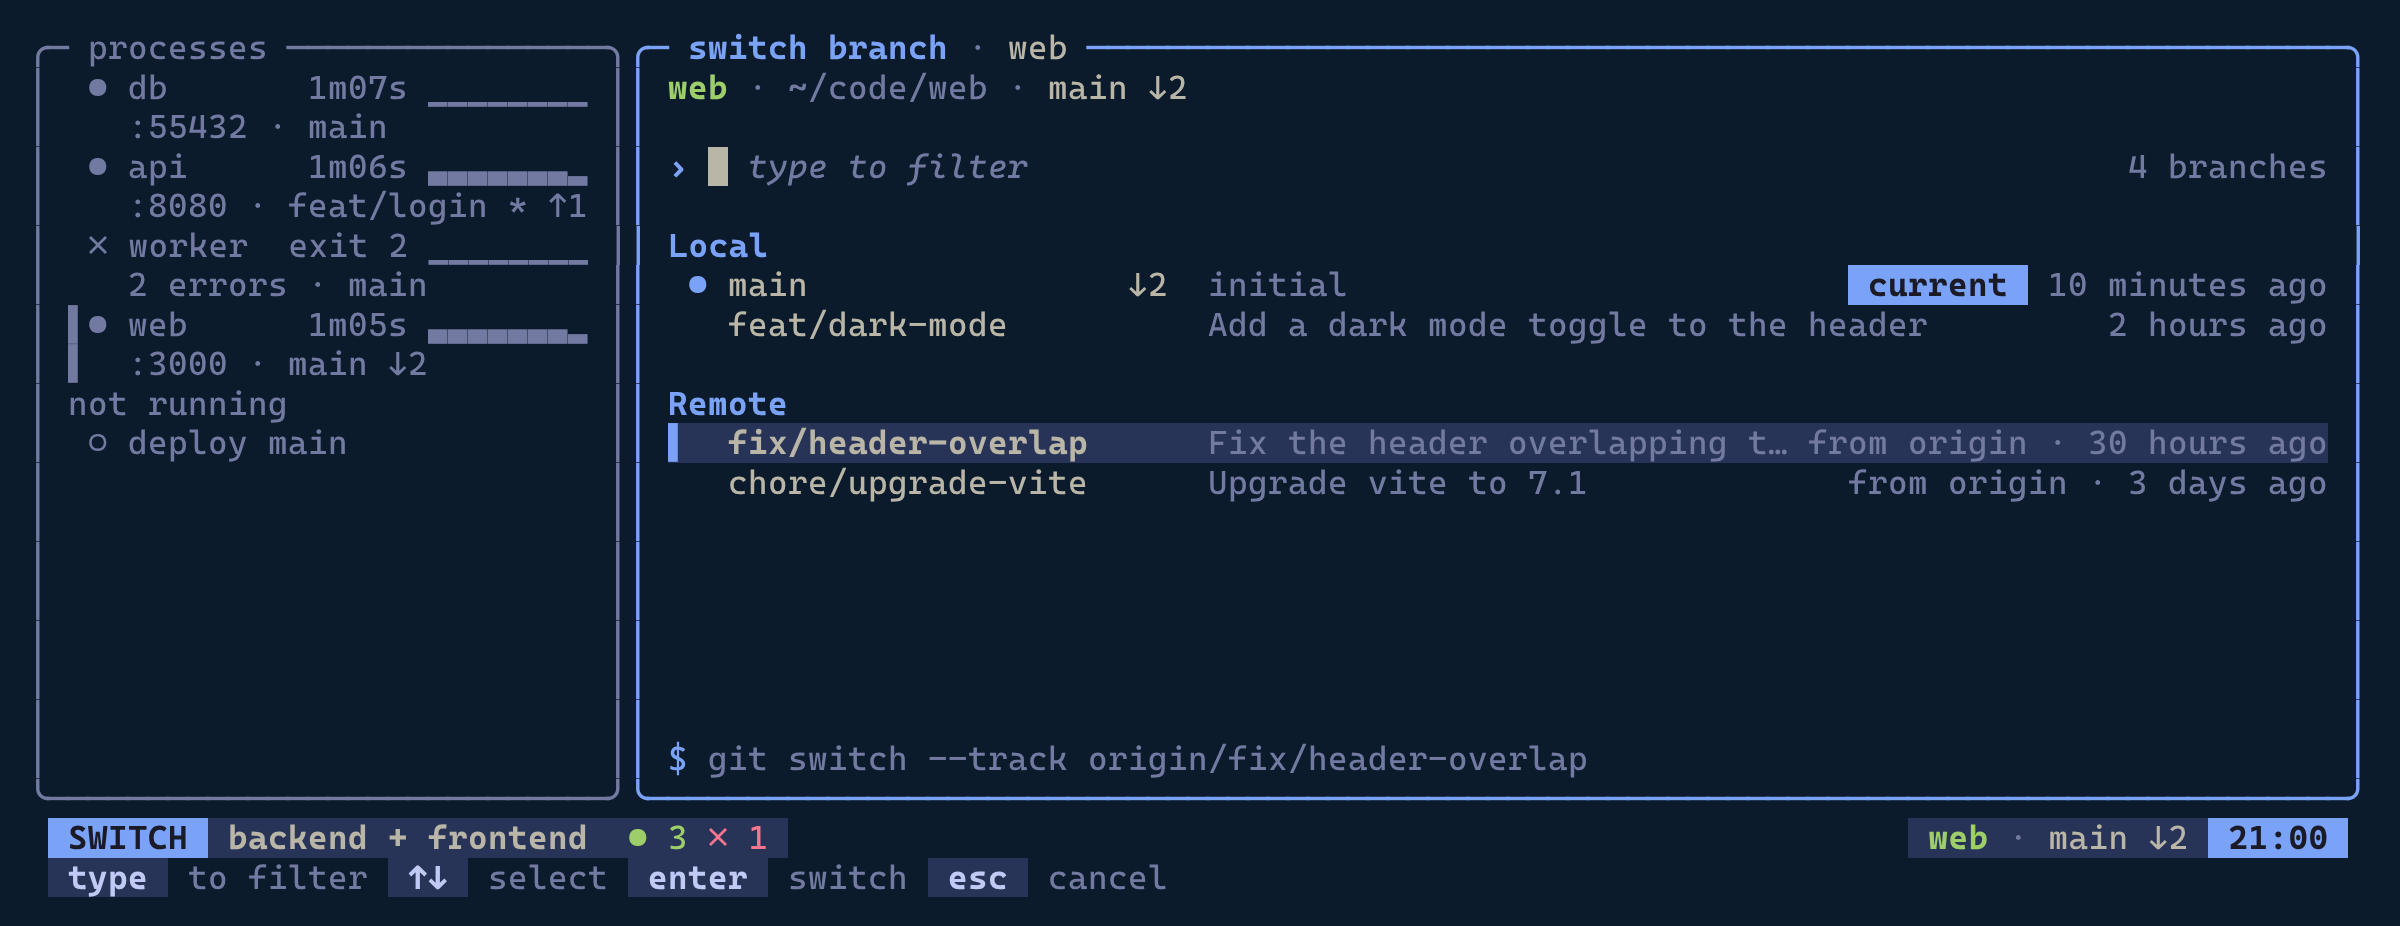 processes
● db 1m07s
:55432 · main
● api 1m06s
:8080 · feat/login * ↑1
× worker exit 2
2 errors · main
● web 1m05s
:3000 · main ↓2
not running
○ deploy main
switch branch · web
web · ~/code/web · main ↓2
› type to filter 4 branches
Local
● main ↓2 initial current 10 minutes ago
feat/dark-mode Add a dark mode toggle to the header 2 hours ago
Remote
fix/header-overlap Fix the header overlapping t… from origin · 30 hours ago
chore/upgrade-vite Upgrade vite to 7.1 from origin · 3 days ago
$ git switch --track origin/fix/header-overlap
SWITCH backend + frontend ● 3 × 1 web · main ↓2 21:00
type to filter ↑↓ select enter switch esc cancel